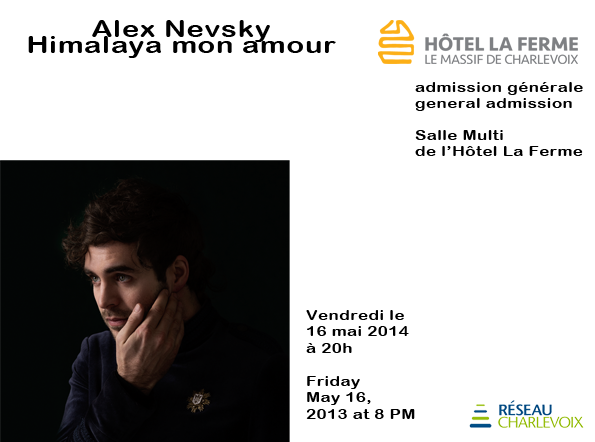 Alex Nevsky
Himalaya mon amour
HÔTEL LA FERME
LE MASSIF DE CHARLEVOIX
admission générale
general admission
Salle Multi
de l'Hôtel La Ferme
Vendredi le
16 mai 2014
à 20h
Friday
May 16,
2013 at 8 PM
RÉSEAU
CHARLEVOIX